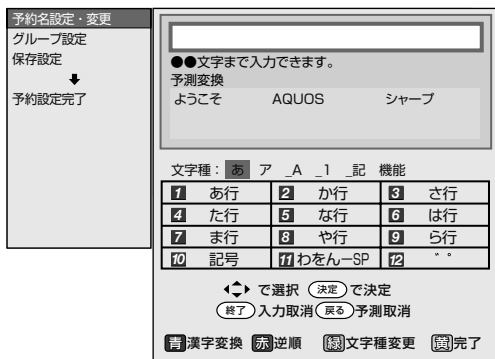 予約名設定・変更
グループ設定
保存設定
予約設定完了
●●文字まで入力できます。
予測変換
ようこそ AQUOS シャープ
文字種： あ ア _A _1 _記 機能
1 あ行 2 か行 3 さ行
4 た行 5 な行 6 は行
7 ま行 8 や行 9 ら行
10 記号 11 わをんーSP 12 ゛゜
で選択 決定 で決定
終了 入力取消 戻る 予測取消
青 漢字変換 赤 逆順 緑 文字種変更 黄 完了